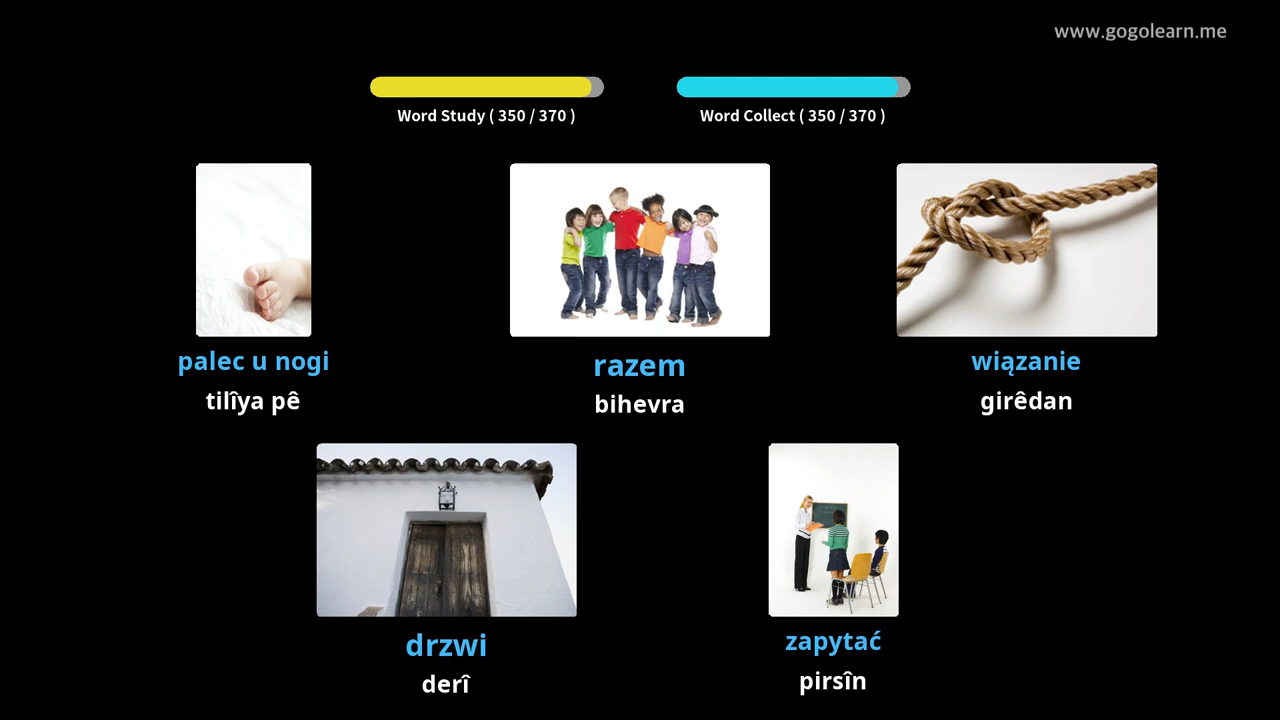 www.gogolearn.me
Word Study ( 350 / 370 )
Word Collect ( 350 / 370 )
palec u nogi
tilîya pê
razem
bihevra
wiązanie
girêdan
drzwi
derî
zapytać
pirsîn